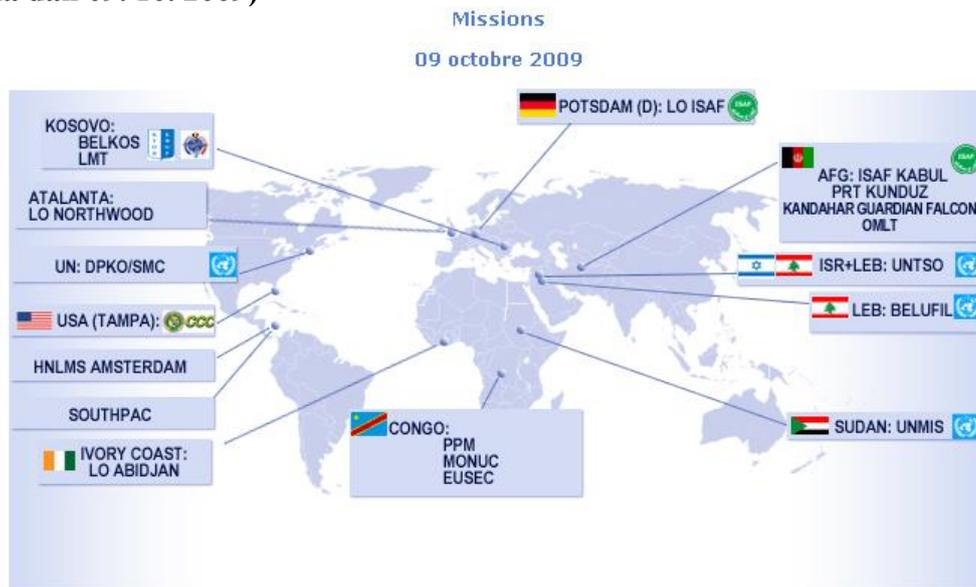 Missions
09 octobre 2009
KOSOVO:
BELKOS
LMT
ATALANTA:
LO NORTHWOOD
UN: DPKO/SMC
USA (TAMPA): CCC
HNLMS AMSTERDAM
SOUTHPAC
IVORY COAST:
LO ABIDJAN
CONGO:
PPM
MONUC
EUSEC
POTSDAM (D): LO ISAF
ISAF
ISAF
AFG: ISAF KABUL
PRT KUNDUZ
KANDAHAR GUARDIAN FALCON
OMLT
ISR+LEB: UNTSO
LEB: BELUFIL
SUDAN: UNMIS